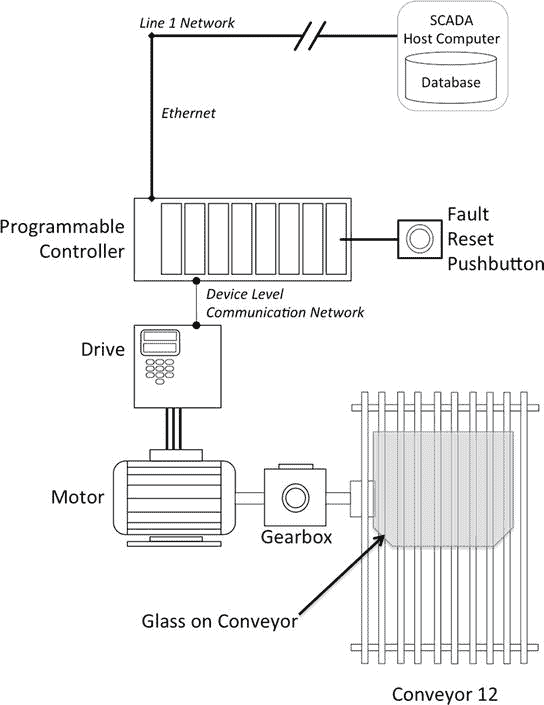 Line 1 Network
SCADA
Host Computer
Database
Ethernet
Programmable
Controller
Fault
Reset
Pushbutton
Device Level
Communication Network
Drive
Motor
Gearbox
Glass on Conveyor
Conveyor 12